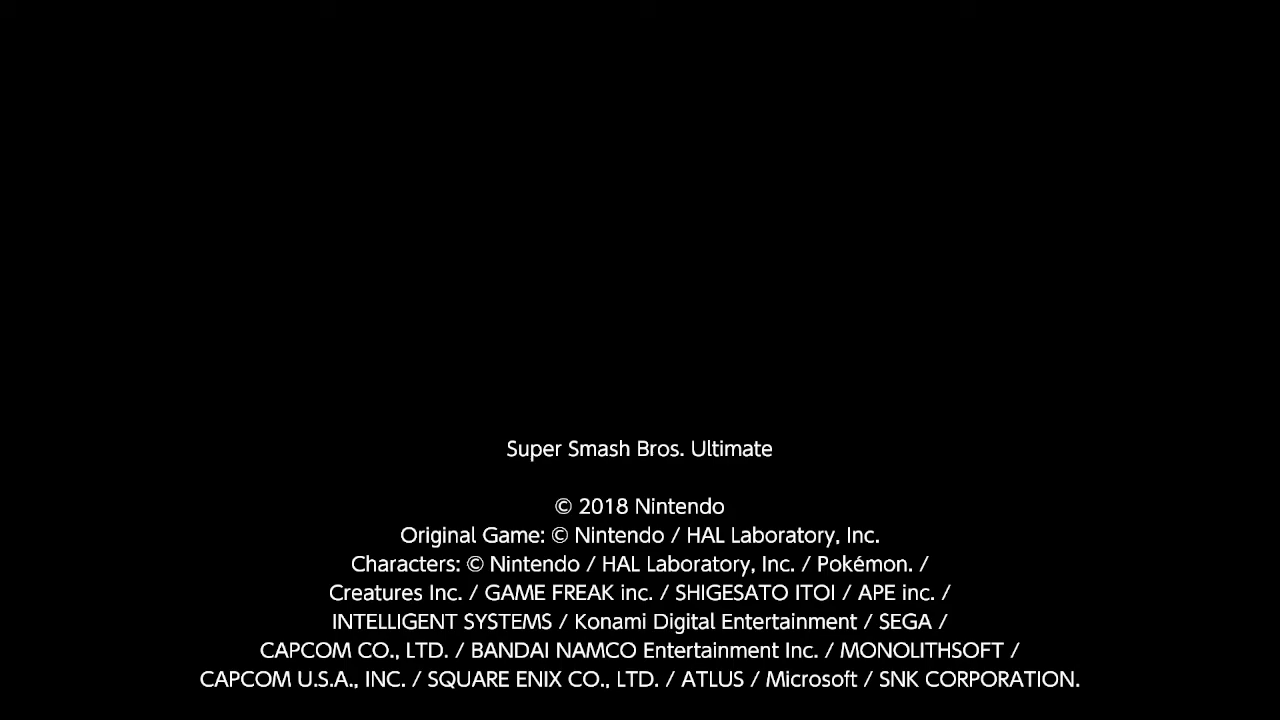 Super Smash Bros. Ultimate
© 2018 Nintendo
Original Game: © Nintendo / HAL Laboratory, Inc.
Characters: © Nintendo / HAL Laboratory, Inc. / Pokémon. /
Creatures Inc. / GAME FREAK inc. / SHIGESATO ITOI / APE inc. /
INTELLIGENT SYSTEMS / Konami Digital Entertainment / SEGA /
CAPCOM CO., LTD. / BANDAI NAMCO Entertainment Inc. / MONOLITHSOFT /
CAPCOM U.S.A., INC. / SQUARE ENIX CO., LTD. / ATLUS / Microsoft / SNK CORPORATION.